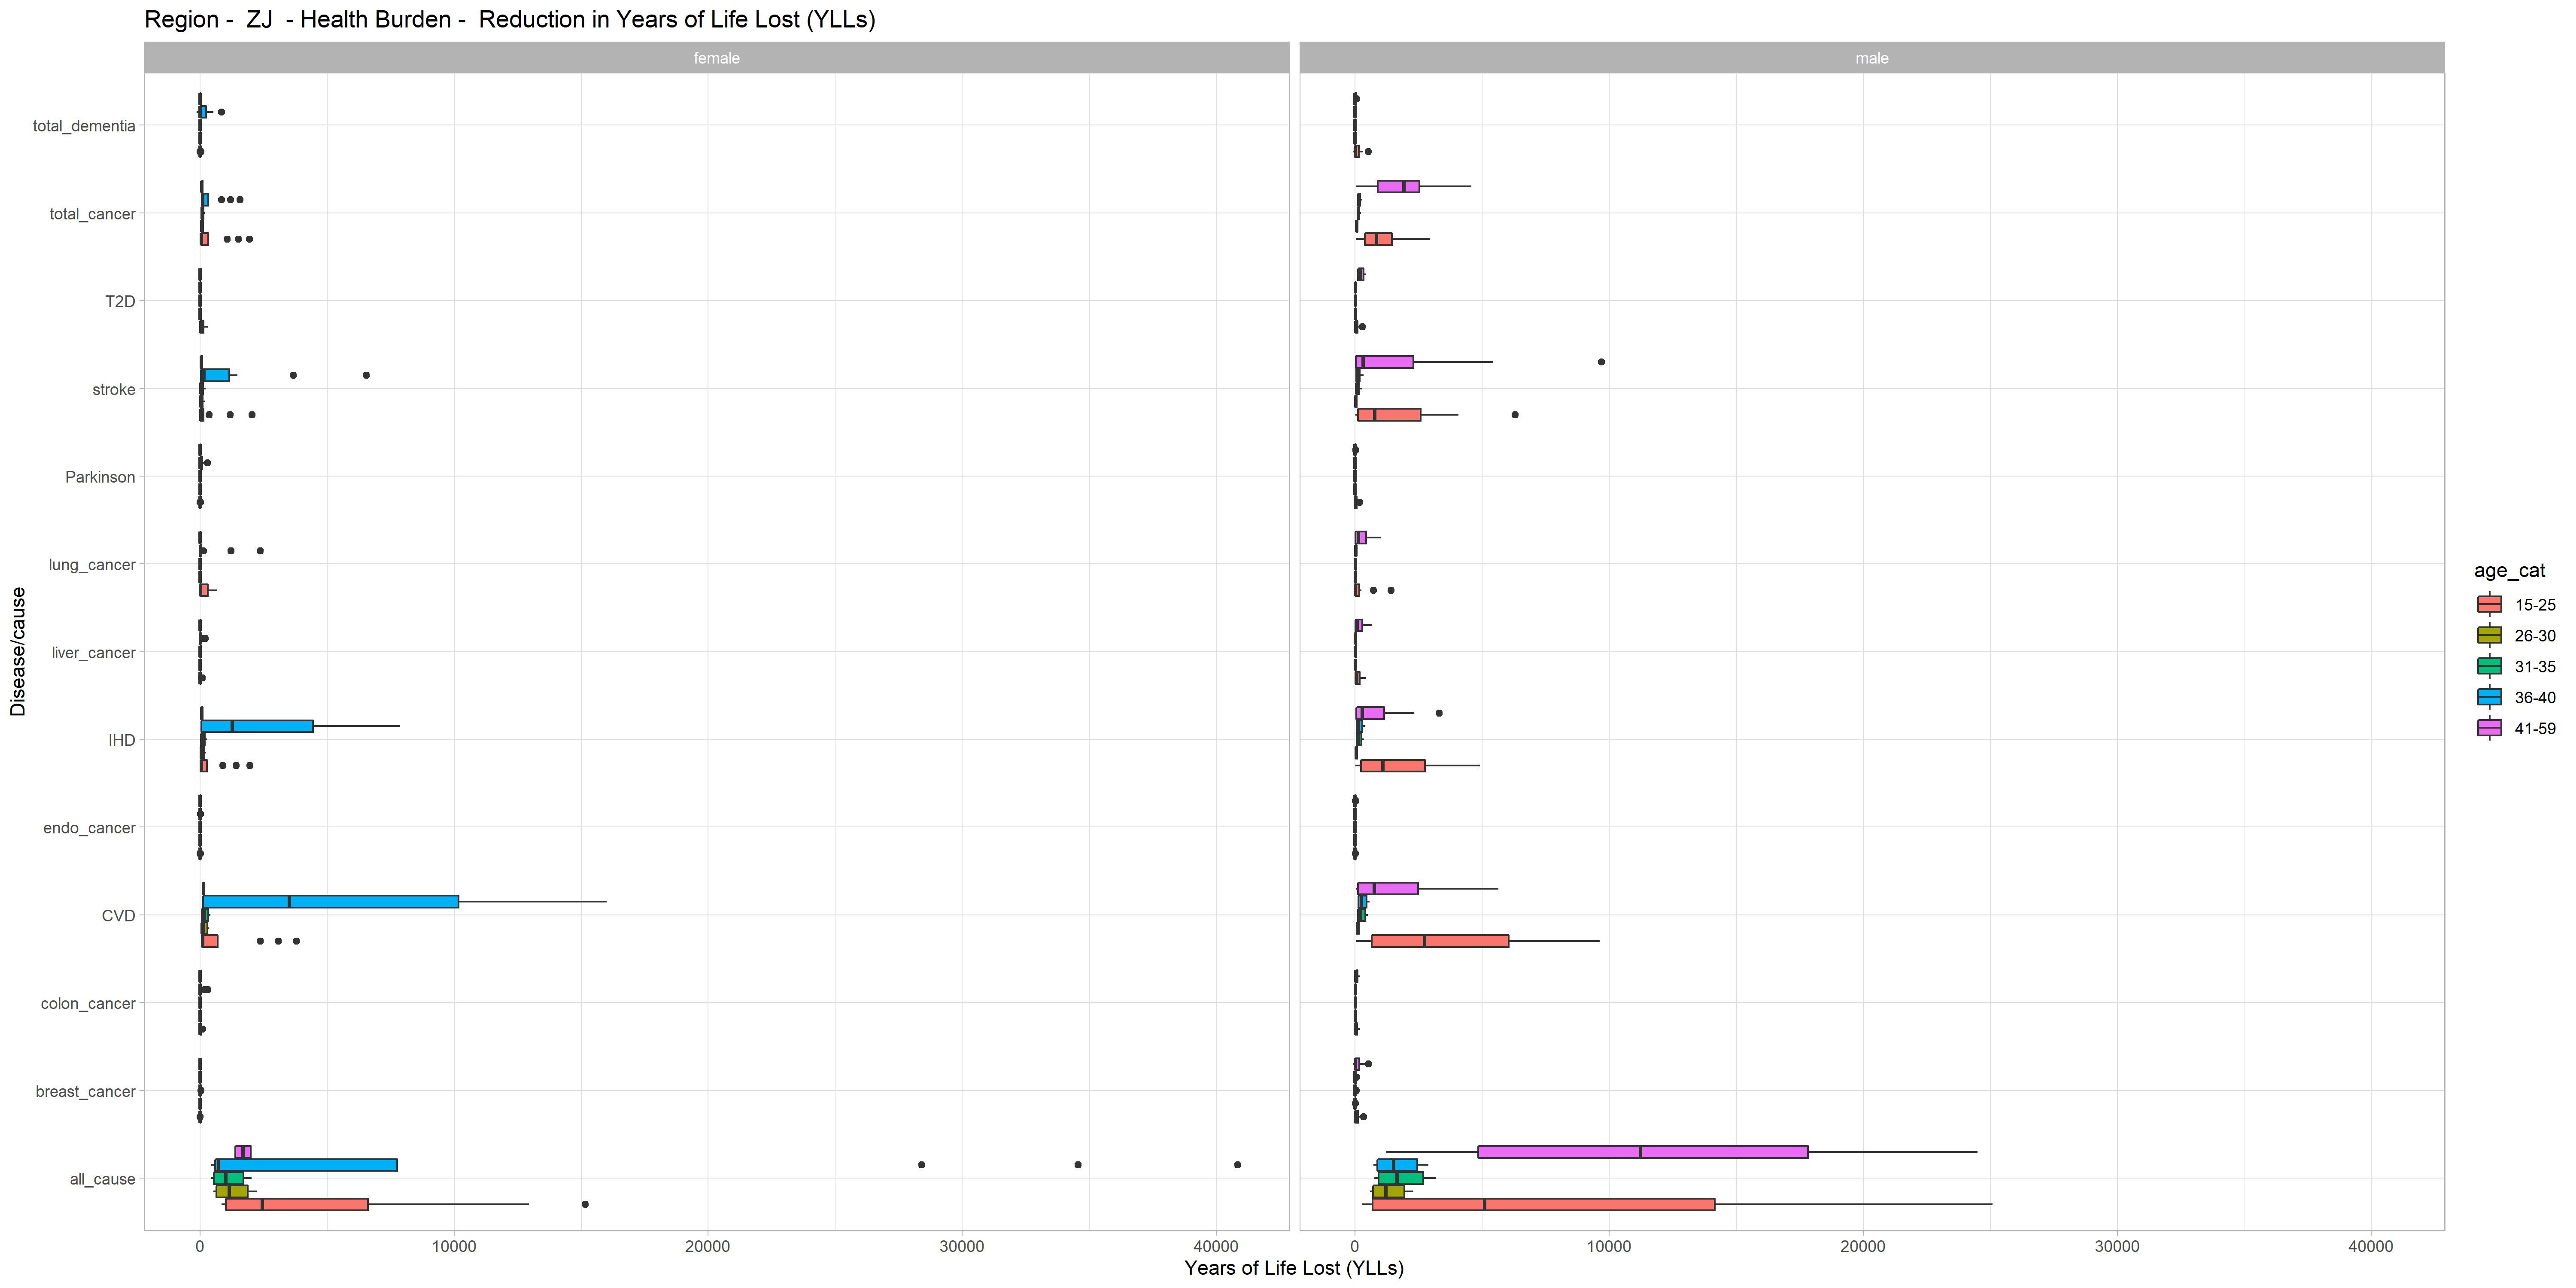 Region -  ZJ  - Health Burden -  Reduction in Years of Life Lost (YLLs)
female
male
total_dementia
total_cancer
T2D
stroke
Parkinson
lung_cancer
liver_cancer
IHD
endo_cancer
CVD
colon_cancer
breast_cancer
all_cause
Disease/cause
0
10000
20000
30000
40000
0
10000
20000
30000
40000
Years of Life Lost (YLLs)
age_cat
15-25
26-30
31-35
36-40
41-59